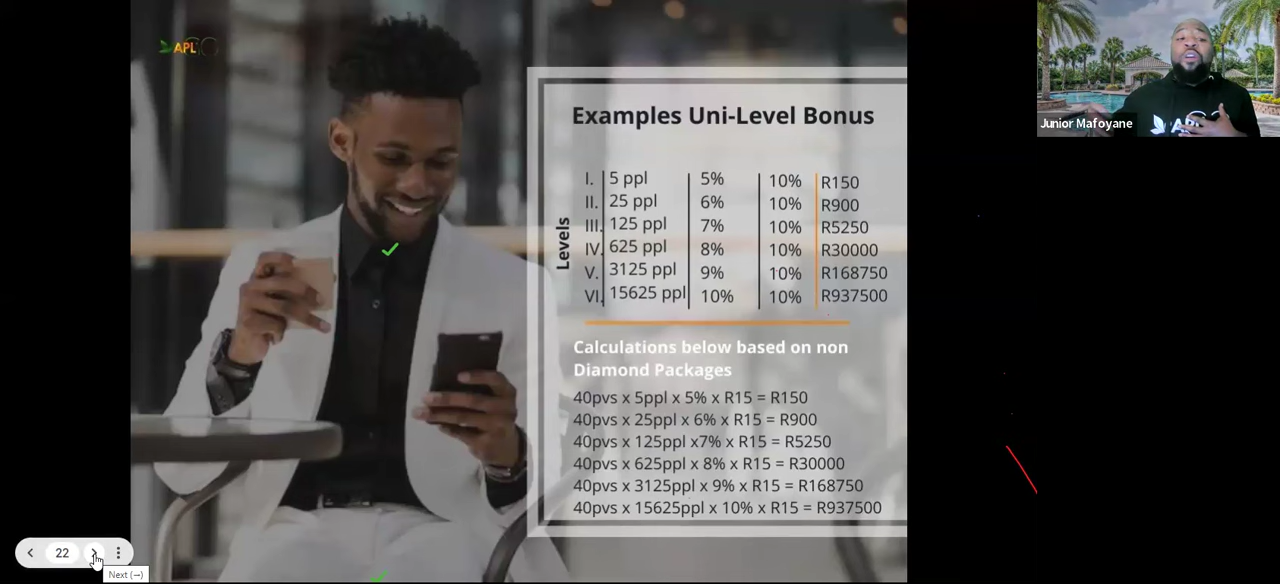 APL GO
Junior Mafoyane
APL
Examples Uni-Level Bonus
Levels
I. 5 ppl 5% 10% R150
II. 25 ppl 6% 10% R900
III. 125 ppl 7% 10% R5250
IV. 625 ppl 8% 10% R30000
V. 3125 ppl 9% 10% R168750
VI. 15625 ppl 10% 10% R937500
Calculations below based on non
Diamond Packages
40pvs x 5ppl x 5% x R15 = R150
40pvs x 25ppl x 6% x R15 = R900
40pvs x 125ppl x7% x R15 = R5250
40pvs x 625ppl x 8% x R15 = R30000
40pvs x 3125ppl x 9% x R15 = R168750
40pvs x 15625ppl x 10% x R15 = R937500
22
Next (→)